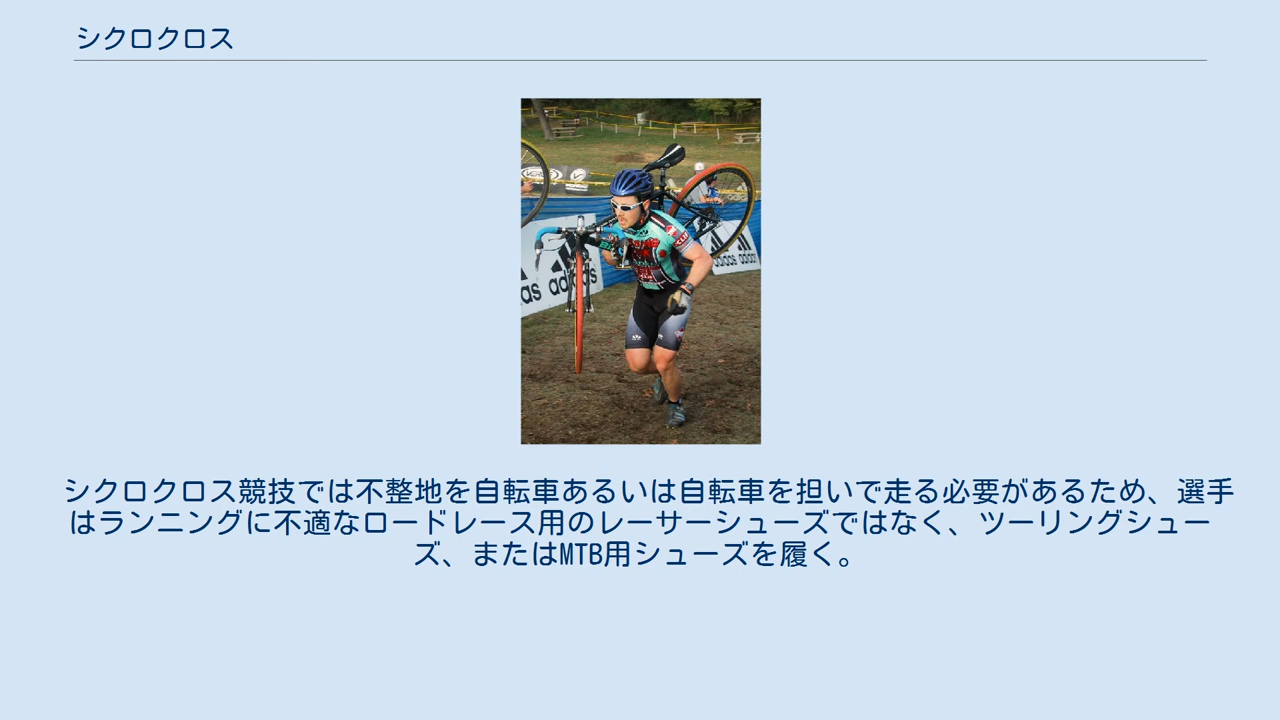 シクロクロス
adidas
adidas
シクロクロス競技では不整地を自転車あるいは自転車を担いで走る必要があるため、選手
はランニングに不適なロードレース用のレーサーシューズではなく、ツーリングシュー
ズ、またはMTB用シューズを履く。